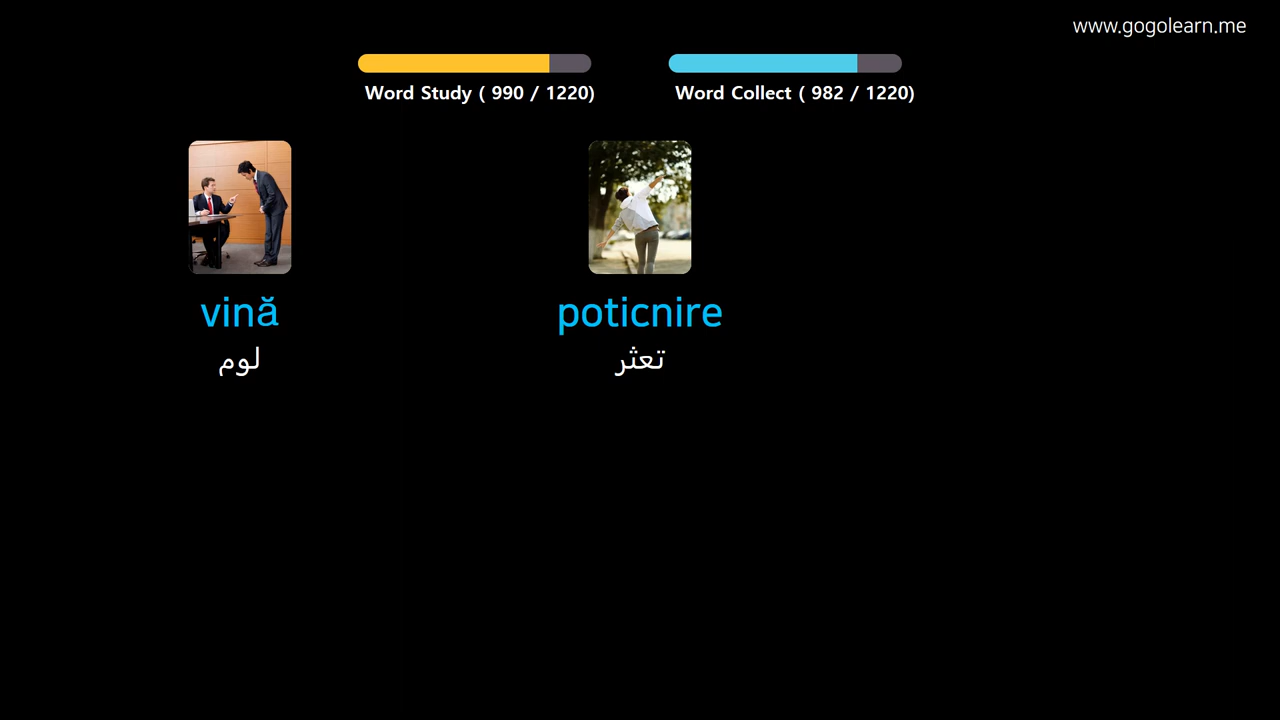 www.gogolearn.me
Word Study ( 990 / 1220)
Word Collect ( 982 / 1220)
vină
poticnire
لوم
تعثر